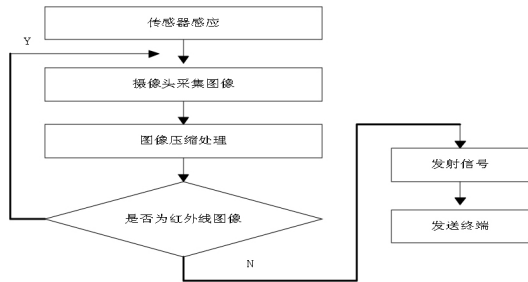 传感器感应
Y
摄像头采集图像
图像压缩处理
发射信号
是否为红外线图像
发送终端
N